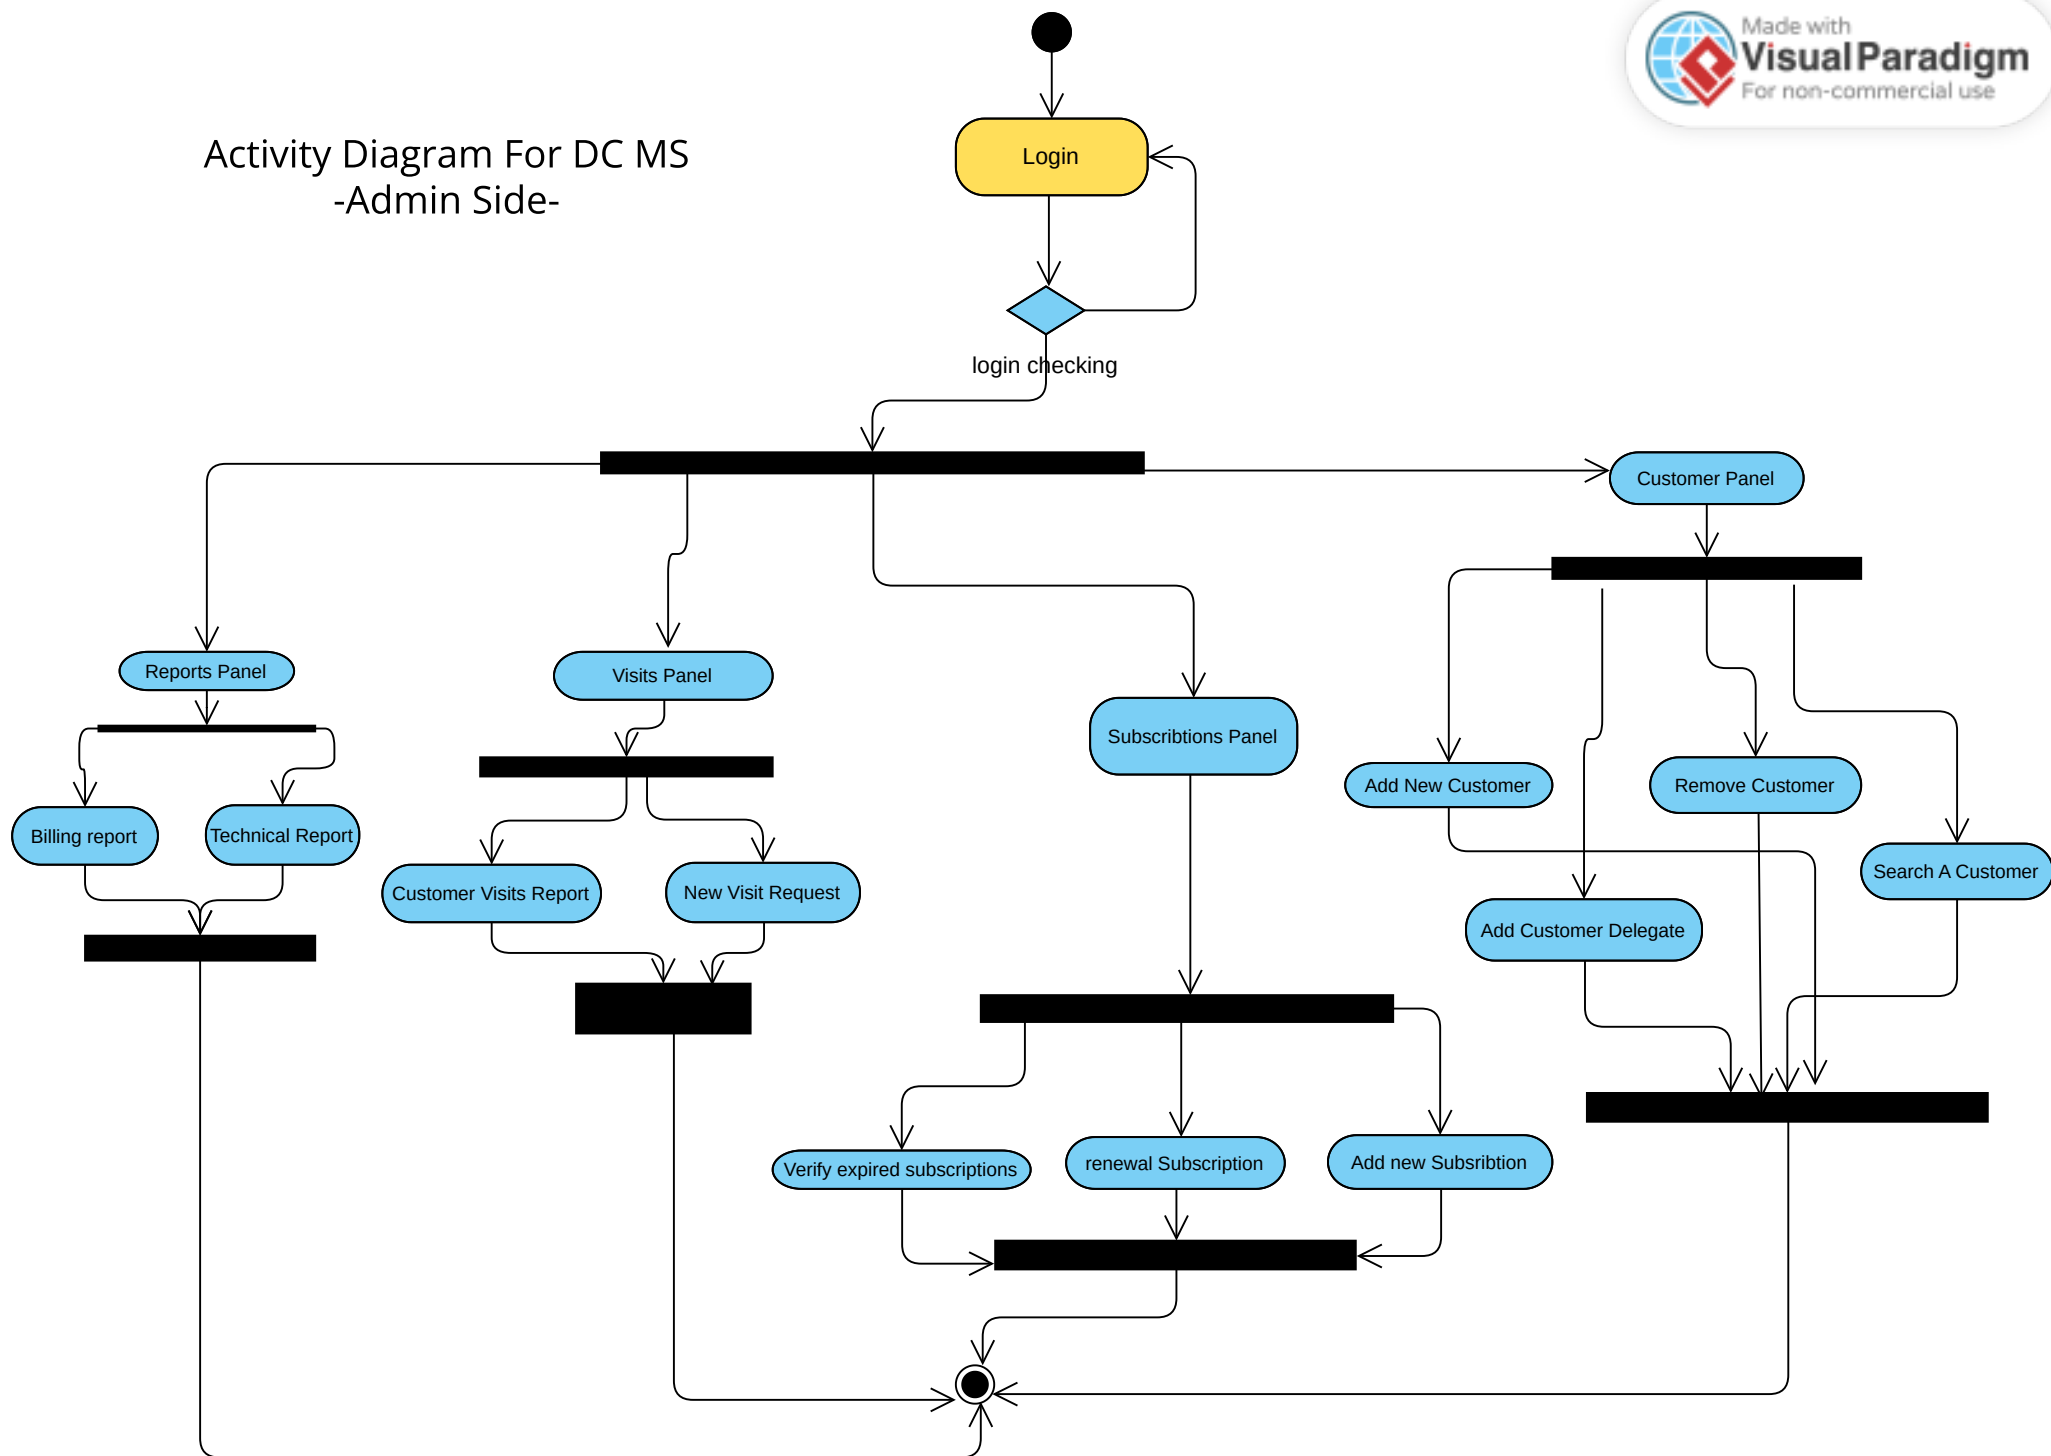 Made with
Visual Paradigm
For non-commercial use
Activity Diagram For DC MS
-Admin Side-
Login
login checking
Customer Panel
Reports Panel
Visits Panel
Subscribtions Panel
Add New Customer
Remove Customer
Billing report
Technical Report
Search A Customer
Customer Visits Report
New Visit Request
Add Customer Delegate
Verify expired subscriptions
renewal Subscription
Add new Subsribtion